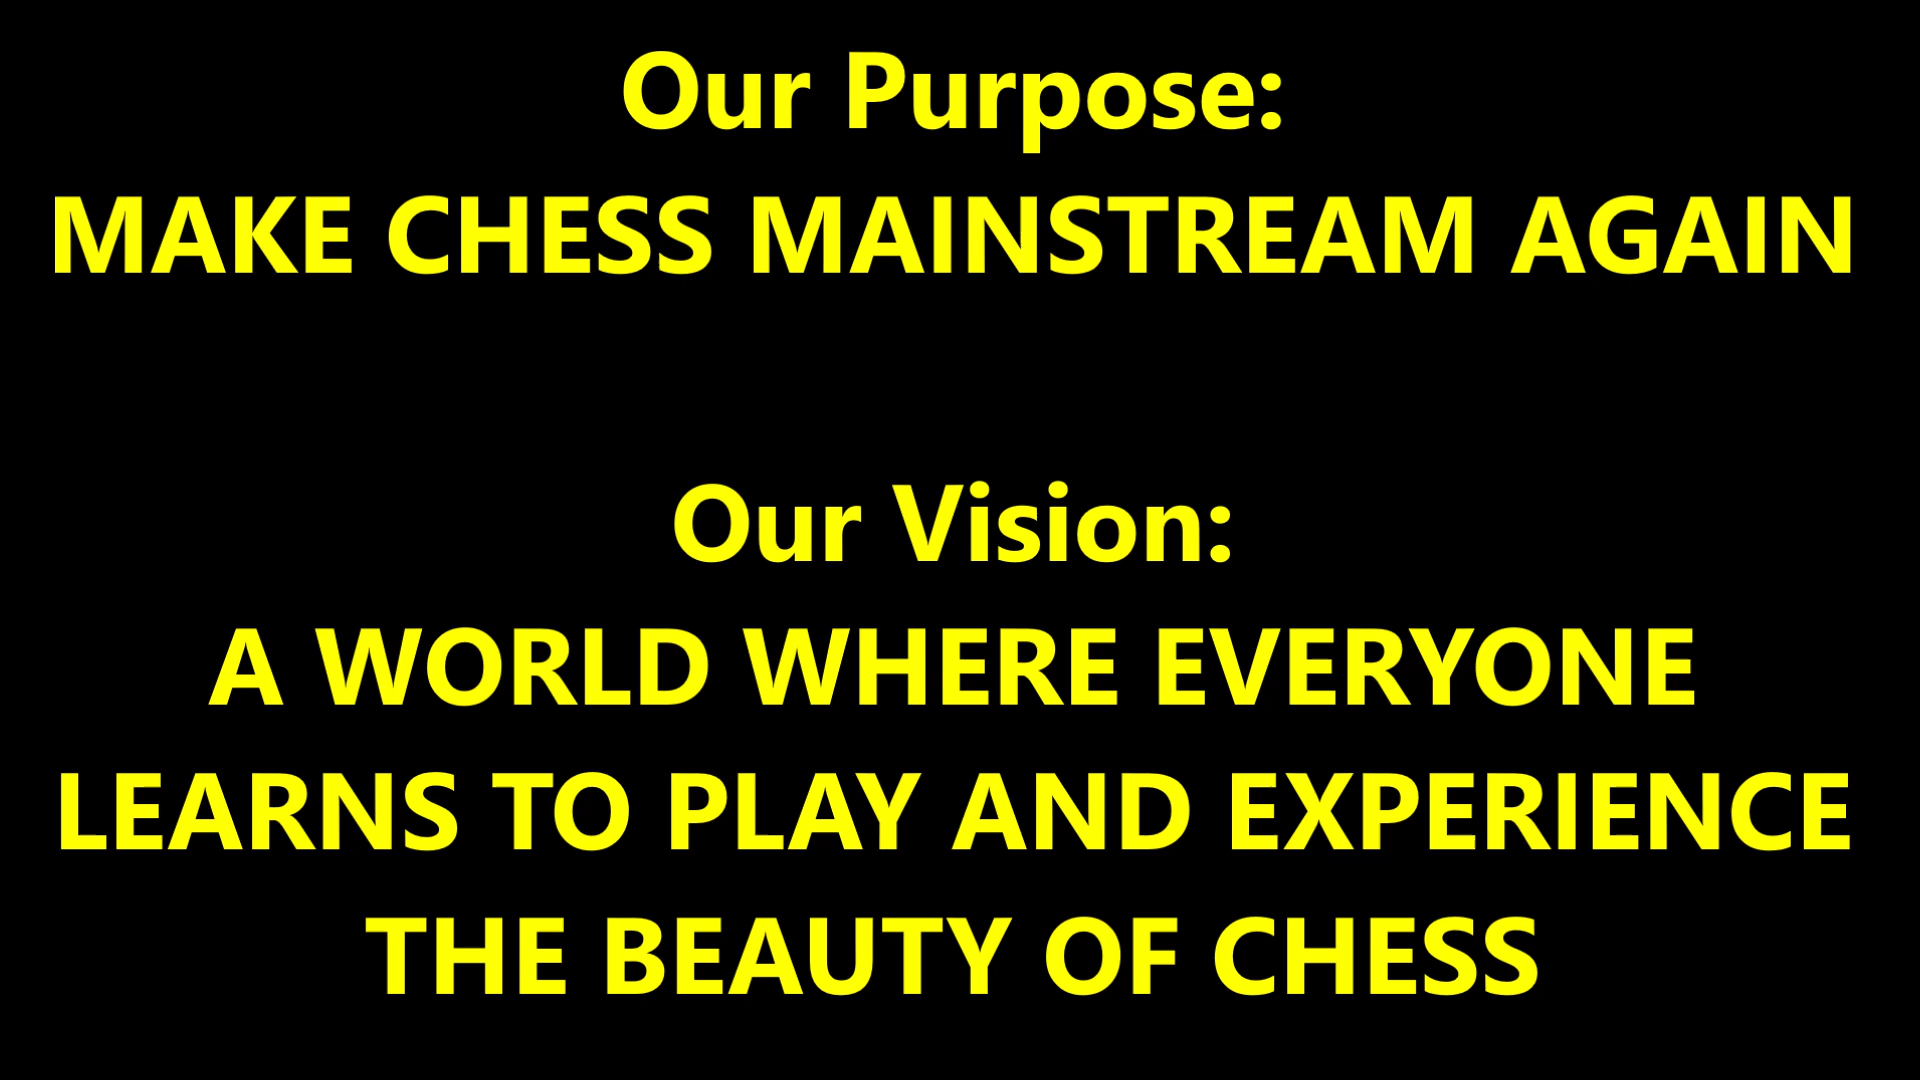 Our Purpose:
MAKE CHESS MAINSTREAM AGAIN
Our Vision:
A WORLD WHERE EVERYONE
LEARNS TO PLAY AND EXPERIENCE
THE BEAUTY OF CHESS